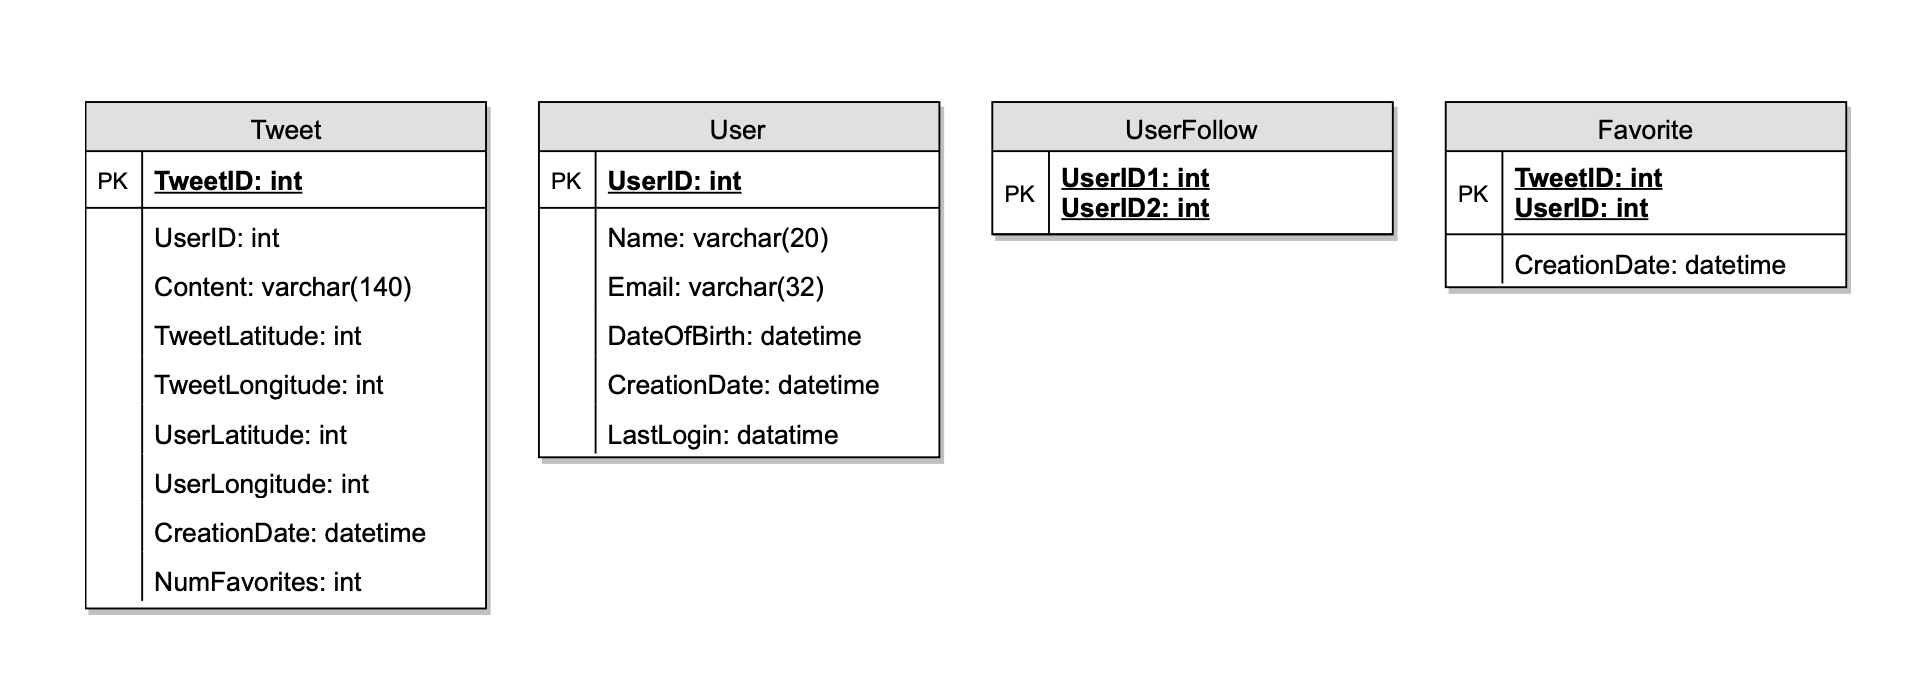 Tweet
PK
TweetID: int
UserID: int
Content: varchar(140)
TweetLatitude: int
TweetLongitude: int
UserLatitude: int
UserLongitude: int
CreationDate: datetime
NumFavorites: int
User
PK
UserID: int
Name: varchar(20)
Email: varchar(32)
DateOfBirth: datetime
CreationDate: datetime
LastLogin: datatime
UserFollow
PK
UserID1: int
UserID2: int
Favorite
PK
TweetID: int
UserID: int
CreationDate: datetime